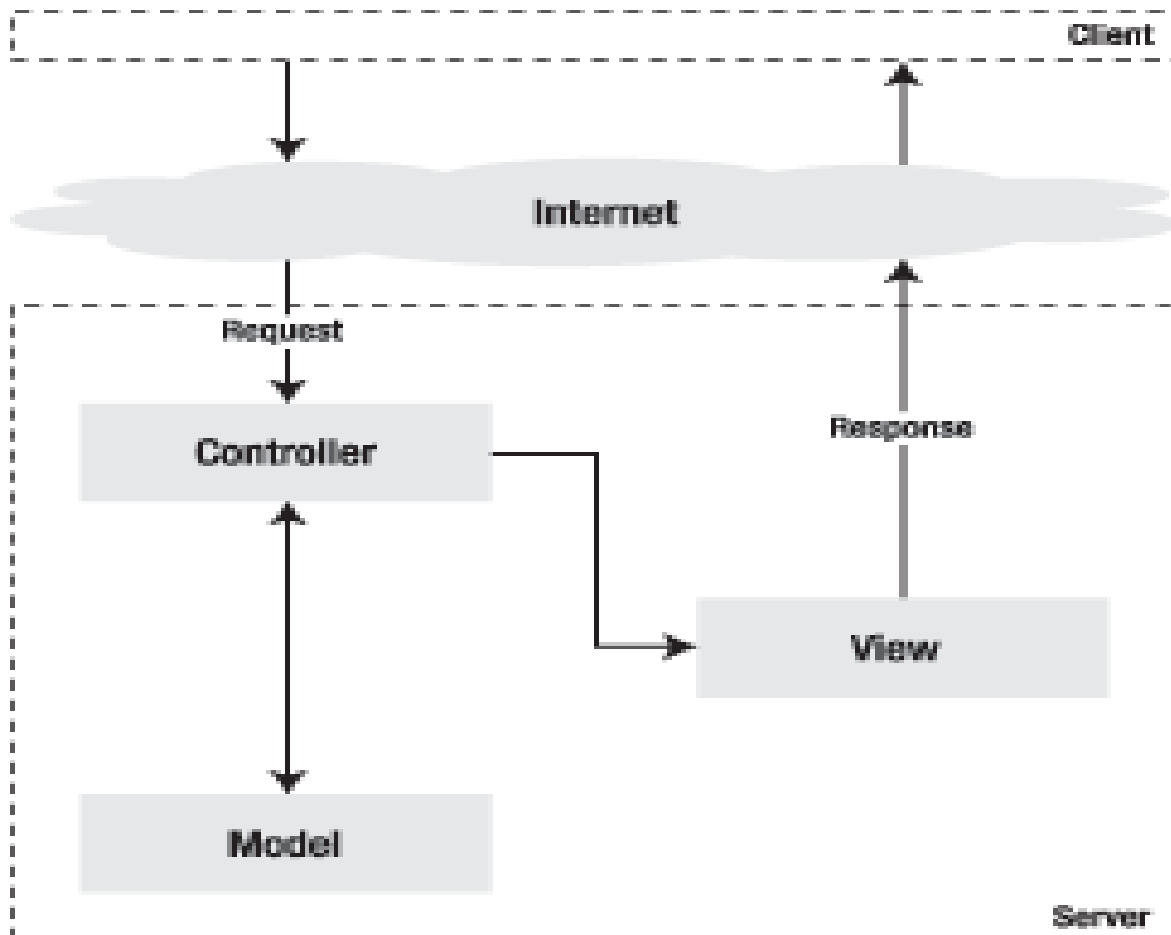 Client
Internet
Request
Controller
Response
View
Model
Server